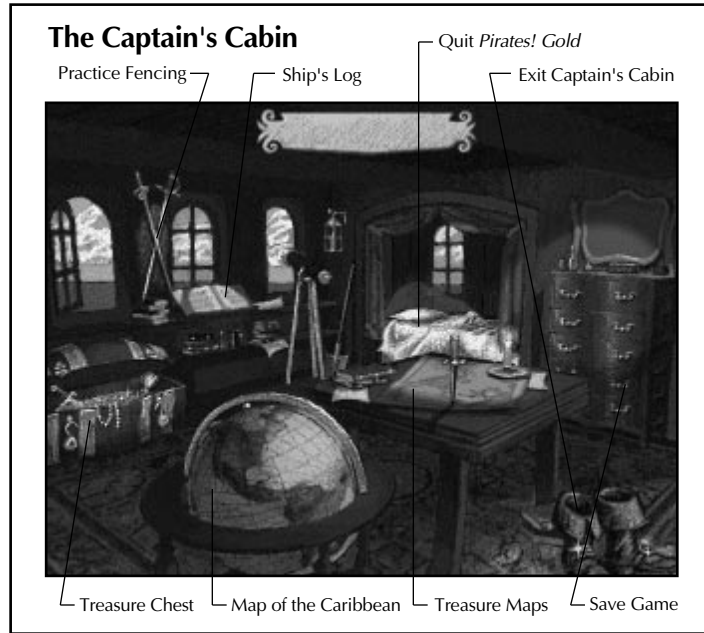 The Captain's Cabin
Quit Pirates! Gold
Practice Fencing
Ship's Log
Exit Captain's Cabin
Treasure Chest
Map of the Caribbean
Treasure Maps
Save Game